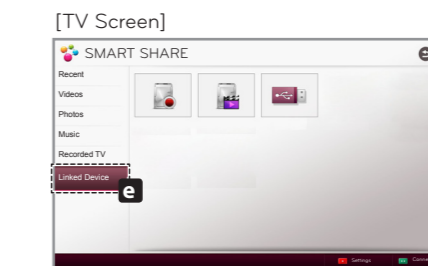 [TV Screen]
SMART SHARE
Recent
Videos
Photos
Music
Recorded TV
Linked Device
e
Settings